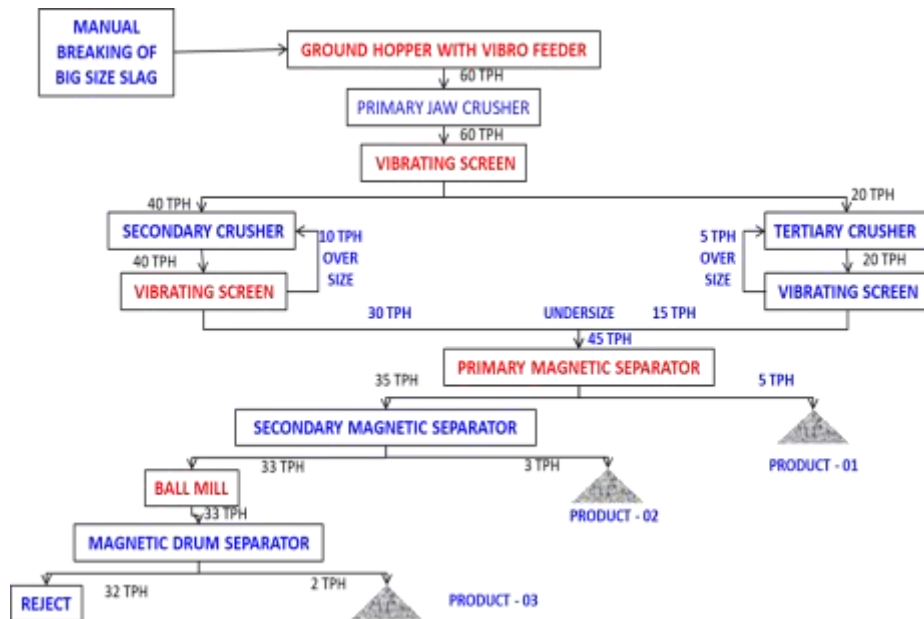 MANUAL
BREAKING OF
BIG SIZE SLAG
GROUND HOPPER WITH VIBRO FEEDER
60 TPH
PRIMARY JAW CRUSHER
60 TPH
VIBRATING SCREEN
40 TPH
20 TPH
SECONDARY CRUSHER
10 TPH
OVER
SIZE
5 TPH
OVER
SIZE
TERTIARY CRUSHER
40 TPH
20 TPH
VIBRATING SCREEN
VIBRATING SCREEN
30 TPH
UNDERSIZE
15 TPH
45 TPH
PRIMARY MAGNETIC SEPARATOR
35 TPH
5 TPH
SECONDARY MAGNETIC SEPARATOR
33 TPH
3 TPH
PRODUCT - 01
BALL MILL
33 TPH
PRODUCT - 02
MAGNETIC DRUM SEPARATOR
32 TPH
2 TPH
REJECT
PRODUCT - 03